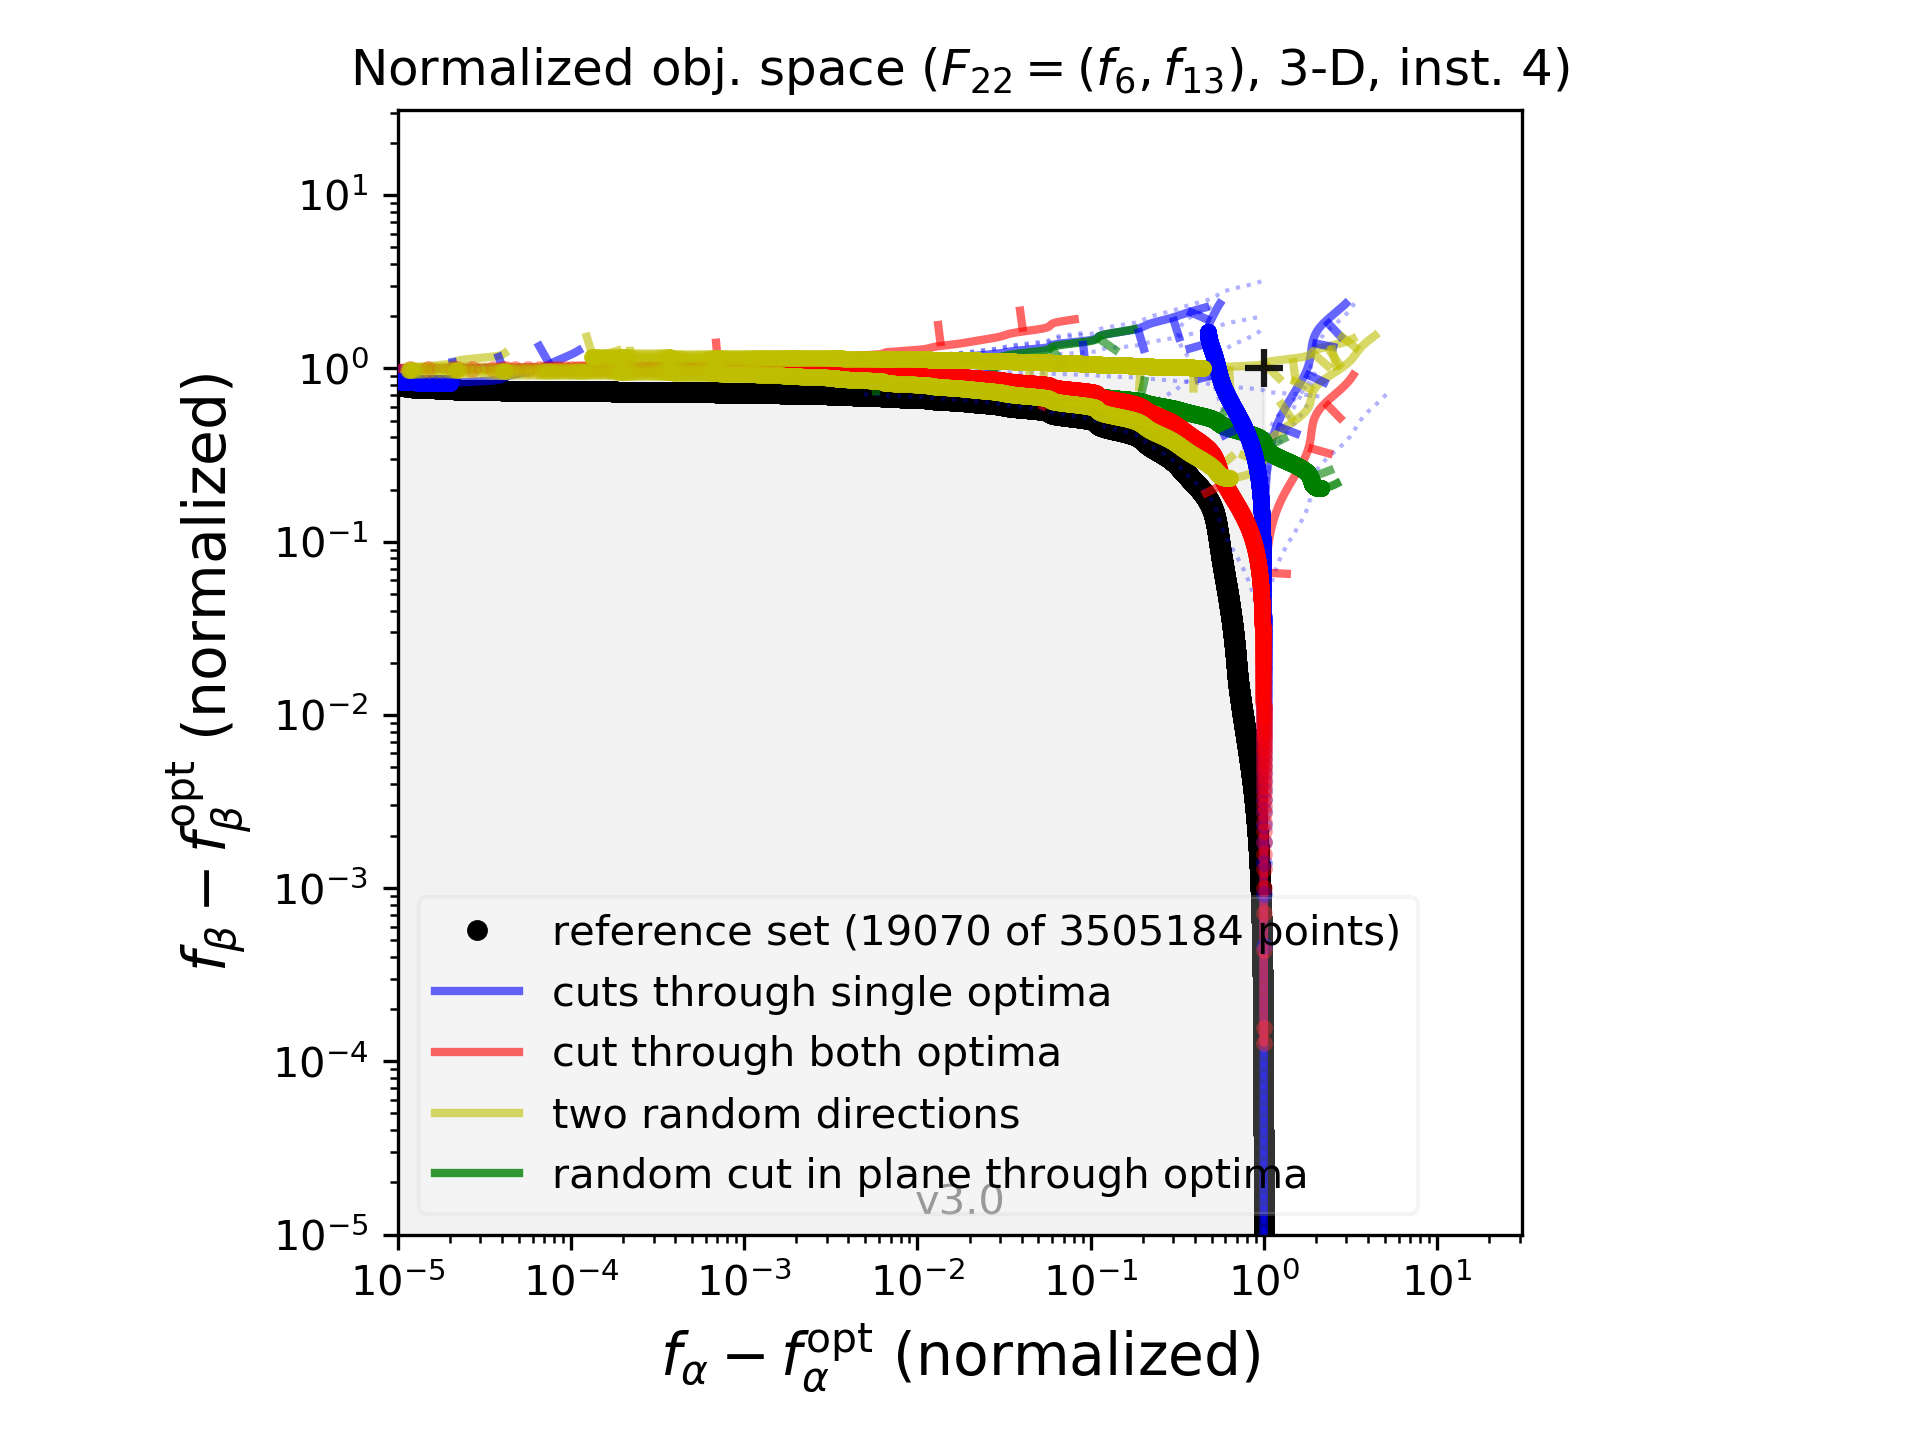 Normalized obj. space (F₂₂ = (f₆, f₁₃), 3-D, inst. 4)
10¹
10⁰
10⁻¹
10⁻²
10⁻³
10⁻⁴
10⁻⁵
f_β − f_β^opt (normalized)
reference set (19070 of 3505184 points)
cuts through single optima
cut through both optima
two random directions
random cut in plane through optima
v3.0
10⁻⁵ 10⁻⁴ 10⁻³ 10⁻² 10⁻¹ 10⁰ 10¹
f_α − f_α^opt (normalized)